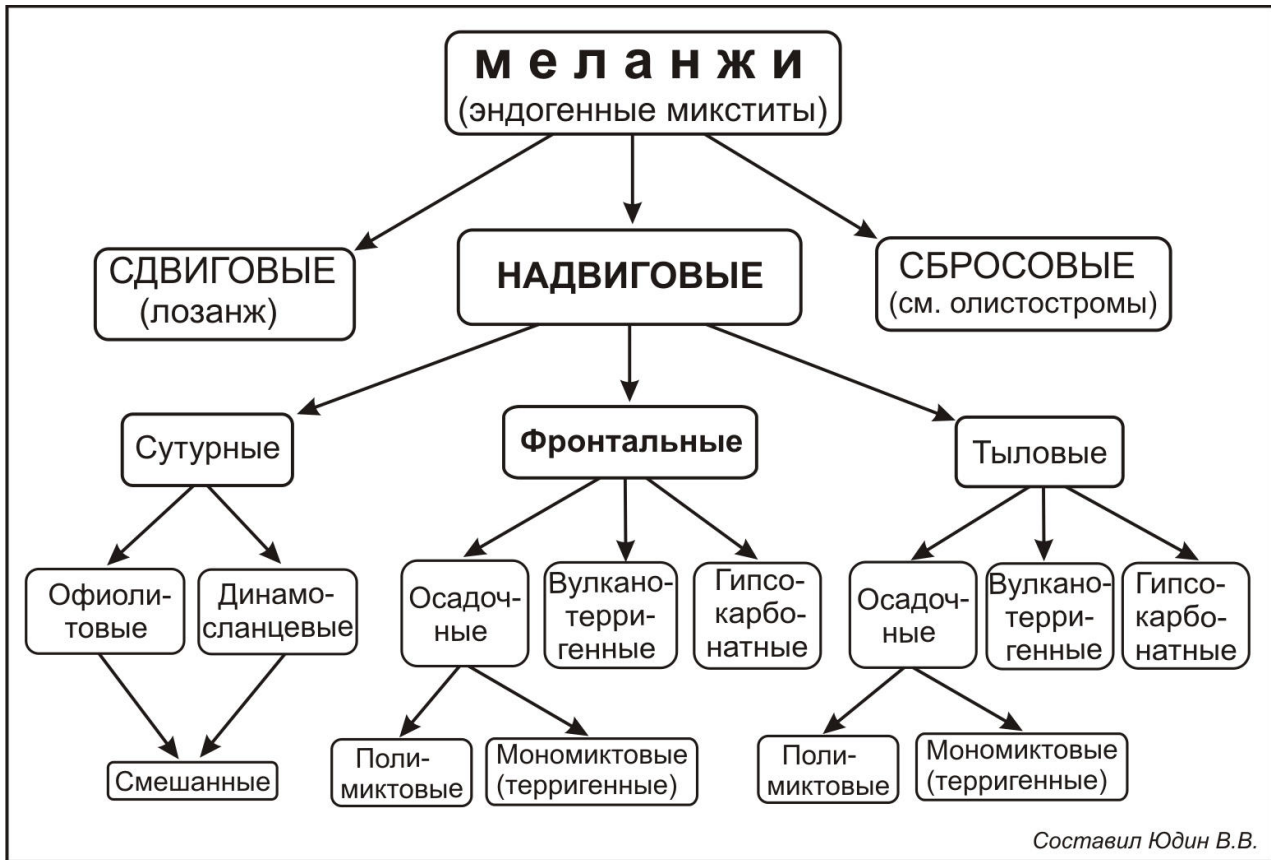 меланжи
(эндогенные микститы)
СДВИГОВЫЕ
(лозанж)
НАДВИГОВЫЕ
СБРОСОВЫЕ
(см. олистостромы)
Сутурные
Фронтальные
Тыловые
Офиоли-
товые
Динамо-
сланцевые
Осадоч-
ные
Вулкано-
терри-
генные
Гипсо-
карбо-
натные
Осадоч-
ные
Вулкано-
терри-
генные
Гипсо-
карбо-
натные
Смешанные
Поли-
миктовые
Мономиктовые
(терригенные)
Поли-
миктовые
Мономиктовые
(терригенные)
Составил Юдин В.В.